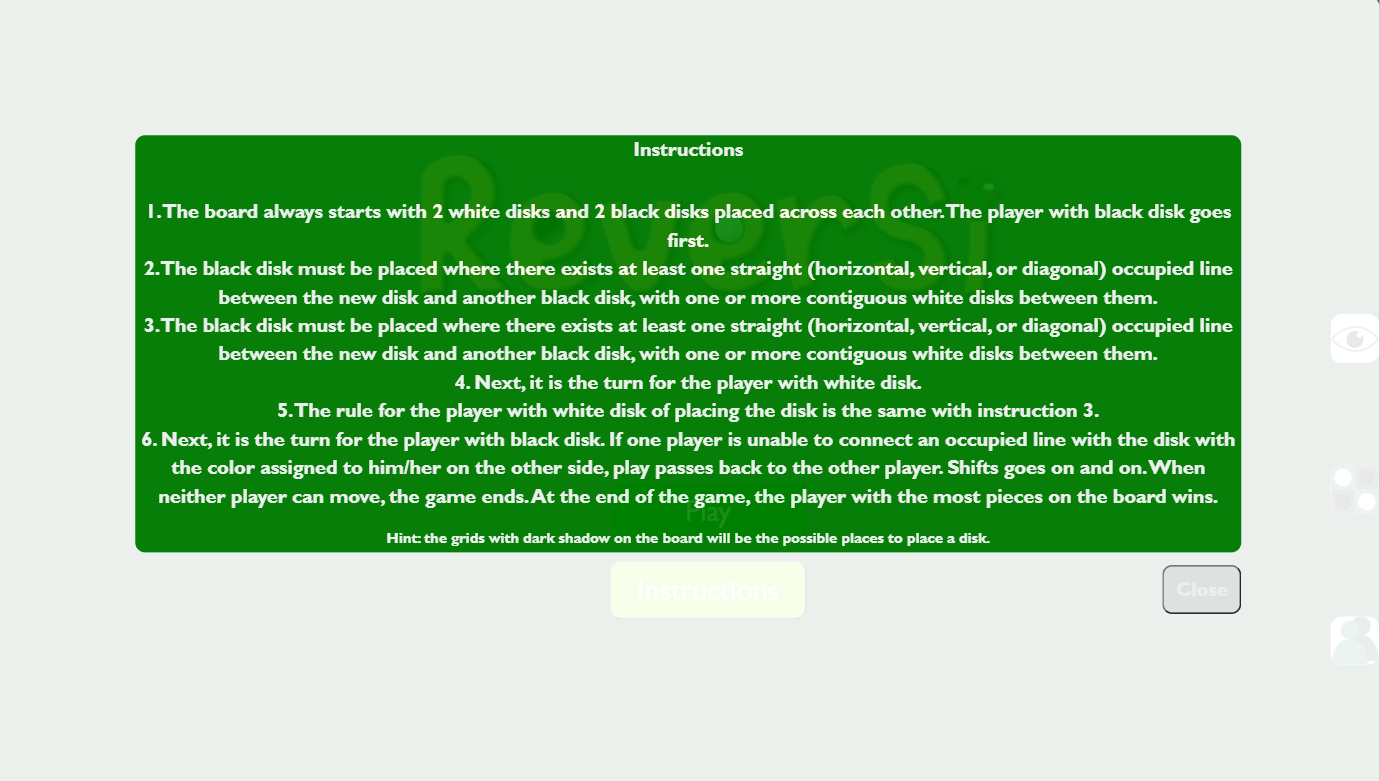 Instructions
ReverSi
1.The board always starts with 2 white disks and 2 black disks placed across each other.The player with black disk goes
first.
2.The black disk must be placed where there exists at least one straight (horizontal, vertical, or diagonal) occupied line
between the new disk and another black disk, with one or more contiguous white disks between them.
3.The black disk must be placed where there exists at least one straight (horizontal, vertical, or diagonal) occupied line
between the new disk and another black disk, with one or more contiguous white disks between them.
4. Next, it is the turn for the player with white disk.
5.The rule for the player with white disk of placing the disk is the same with instruction 3.
6. Next, it is the turn for the player with black disk. If one player is unable to connect an occupied line with the disk with
the color assigned to him/her on the other side, play passes back to the other player. Shifts goes on and on.When
neither player can move, the game ends.At the end of the game, the player with the most pieces on the board wins.
Play
Hint: the grids with dark shadow on the board will be the possible places to place a disk.
Instructions
Close